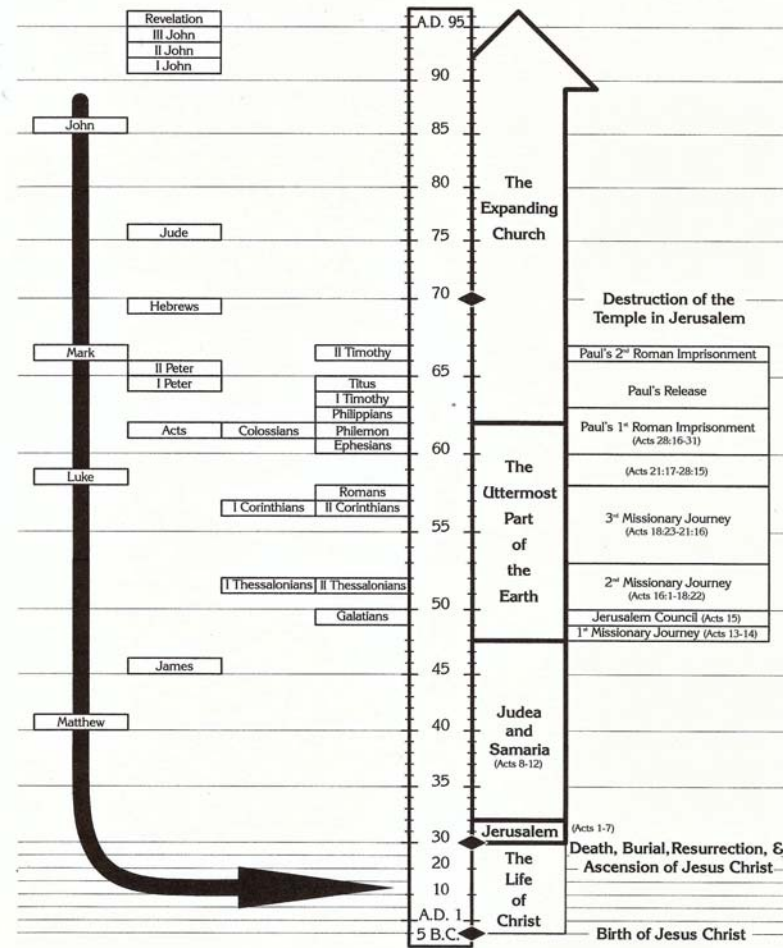 Revelation
III John
II John
I John
John
Jude
Hebrews
Mark
II Timothy
II Peter
I Peter
Titus
I Timothy
Philippians
Acts
Colossians
Philemon
Ephesians
Luke
Romans
I Corinthians
II Corinthians
I Thessalonians
II Thessalonians
Galatians
James
Matthew
A.D. 95
90
85
80
75
70
65
60
55
50
45
40
35
30
20
10
A.D. 1
5 B.C.
The
Expanding
Church
The
Uttermost
Part
of
the
Earth
Judea
and
Samaria
(Acts 8-12)
Jerusalem
(Acts 1-7)
The
Life
of
Christ
Destruction of the
Temple in Jerusalem
Paul's 2nd Roman Imprisonment
Paul's Release
Paul's 1st Roman Imprisonment
(Acts 28:16-31)
(Acts 21:17-28:15)
3rd Missionary Journey
(Acts 18:23-21:16)
2nd Missionary Journey
(Acts 16:1-18:22)
Jerusalem Council (Acts 15)
1st Missionary Journey (Acts 13-14)
Death, Burial, Resurrection, &
Ascension of Jesus Christ
Birth of Jesus Christ